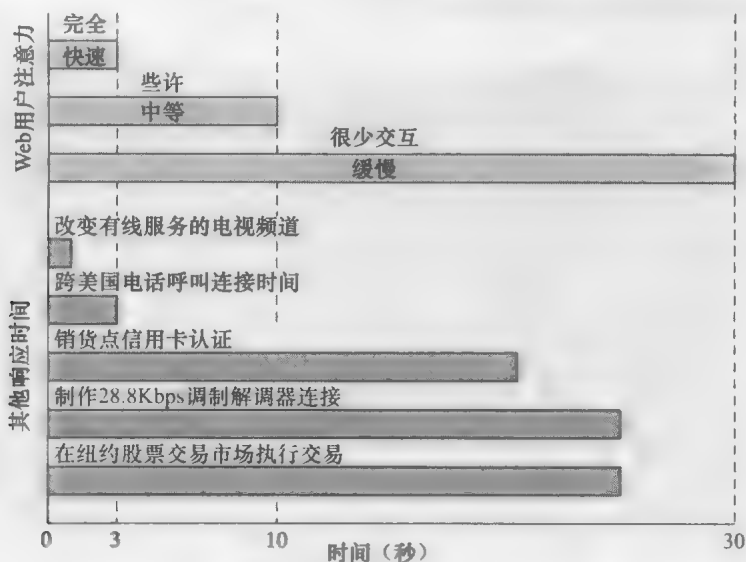 Web用户注意力
完全
快速
些许
中等
很少交互
缓慢
其他响应时间
改变有线服务的电视频道
跨美国电话呼叫连接时间
销货点信用卡认证
制作28.8Kbps调制解调器连接
在纽约股票交易市场执行交易
0 3 10 30
时间（秒）